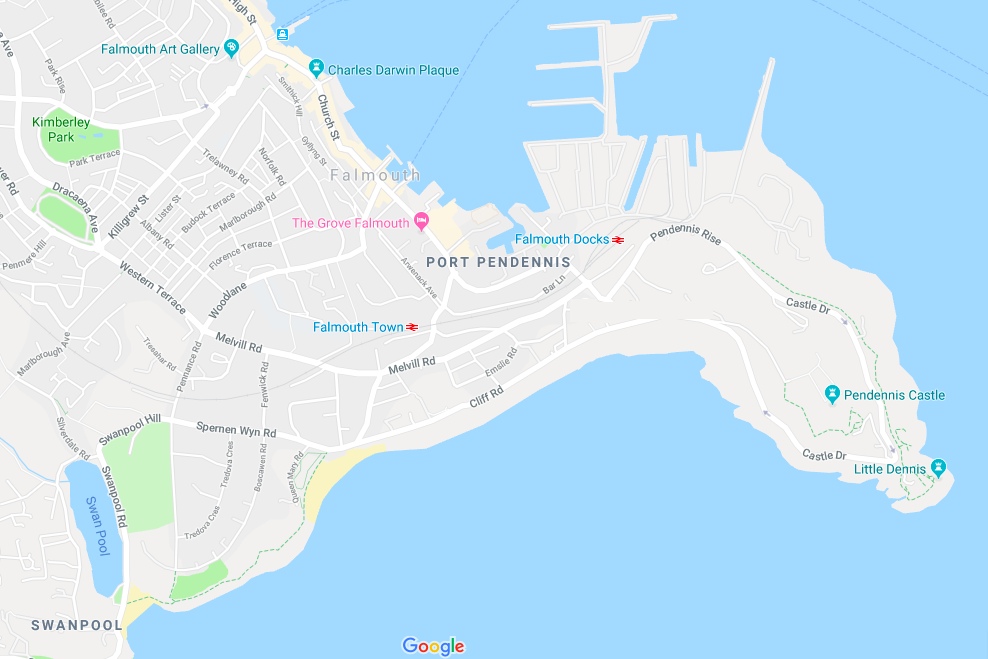 High St
Jubilee Rd
Falmouth Art Gallery
Charles Darwin Plaque
Park Rise
Smithick Hill
Church St
Kimberley
Park
Park Terrace
Gyllyng St
Trelawney Rd
Norfolk Rd
Falmouth
Dracaena Ave
Killigrew St
Lister St
Budock Terrace
Marlborough Rd
Albany Rd
The Grove Falmouth
Florence Terrace
Penmere Hill
Falmouth Docks
Pendennis Rise
PORT PENDENNIS
Arwenack Ave
Bar Ln
Western Terrace
Woodlane
Castle Dr
Falmouth Town
Melvill Rd
Marlborough Ave
Tresahar Rd
Pennance Rd
Fenwick Rd
Melvill Rd
Emslie Rd
Cliff Rd
Pendennis Castle
Silverdale Rd
Swanpool Hill
Spernen Wyn Rd
Castle Dr
Little Dennis
Swanpool Rd
Tredova Cres
Boscawen Rd
Queen Mary Rd
Swan Pool
Tredova Cres
SWANPOOL
Google